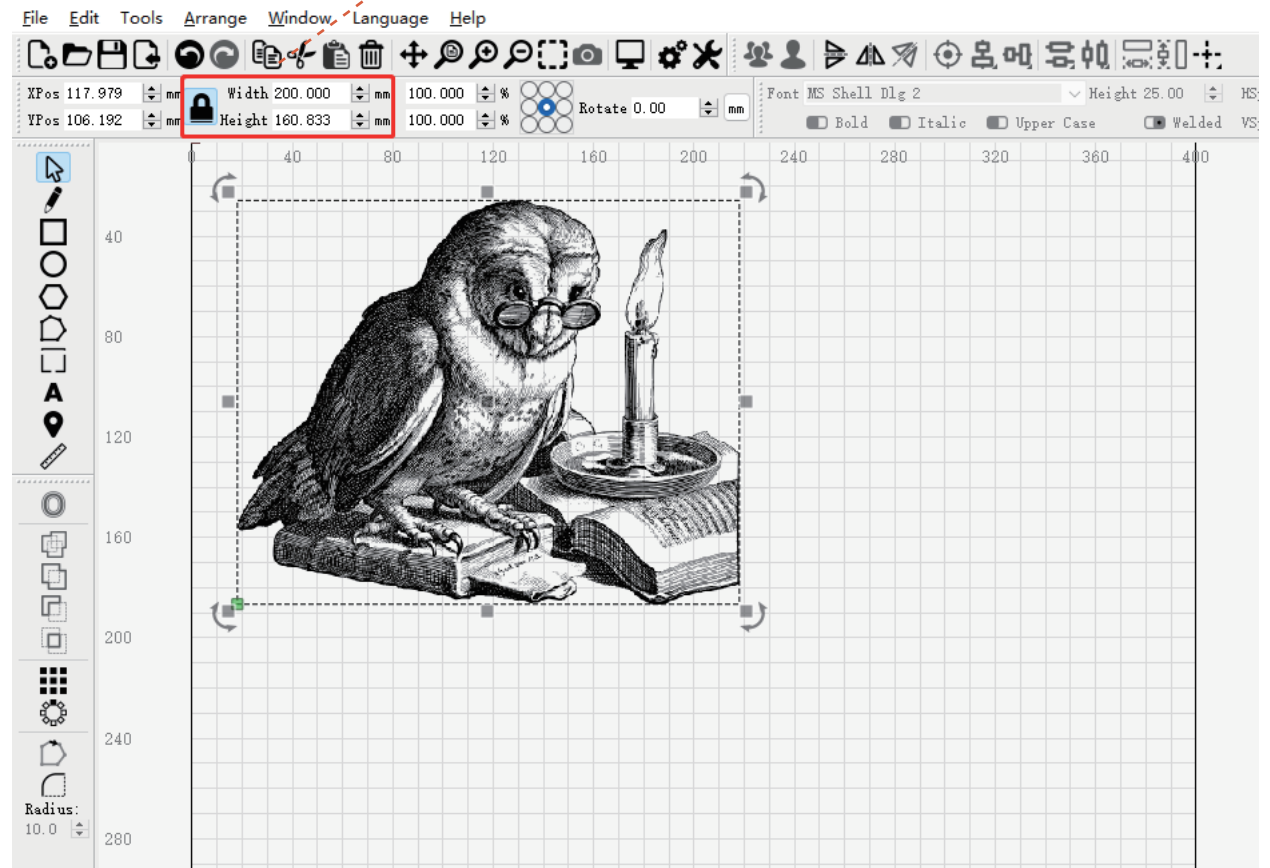 File Edit Tools Arrange Window Language Help
XPos 117.979 mm Width 200.000 mm 100.000 % Rotate 0.00 mm Font MS Shell Dlg 2 Height 25.00 HS
YPos 106.192 mm Height 160.833 mm 100.000 % Bold Italic Upper Case Welded VS
0 40 80 120 160 200 240 280 320 360 400
40
80
120
160
200
240
Radius:
10.0
280